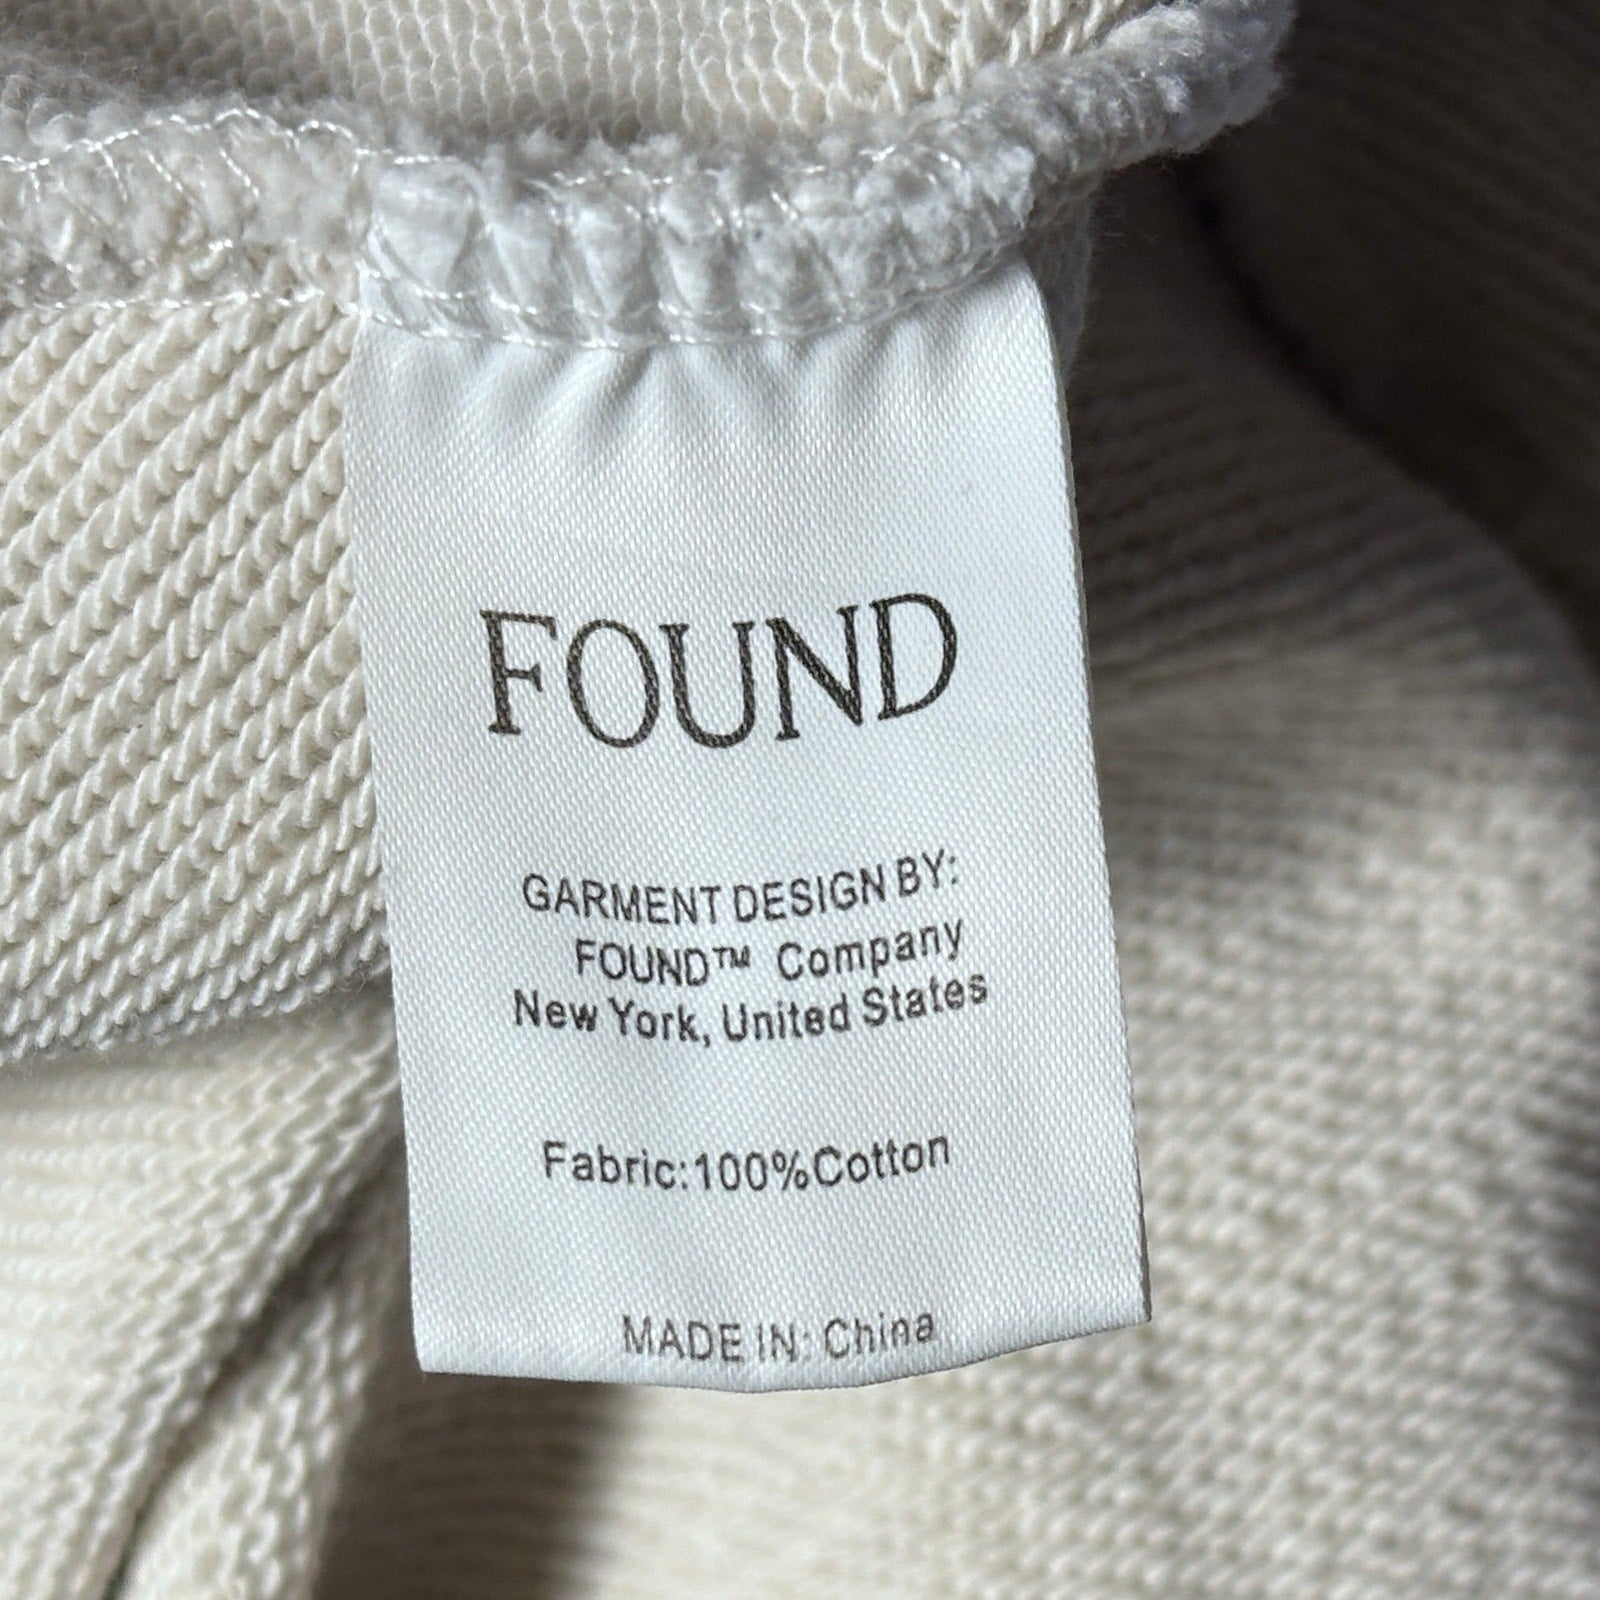 FOUND
GARMENT DESIGN BY:
FOUND™ Company
New York, United States
Fabric:100%Cotton
MADE IN: China